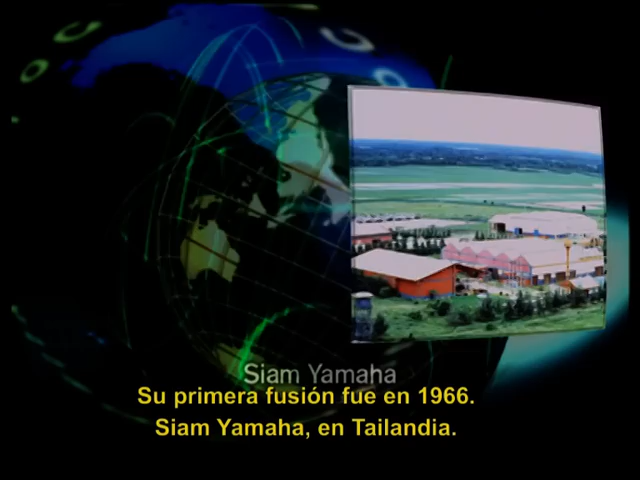 Siam Yamaha
Su primera fusión fue en 1966.
Siam Yamaha, en Tailandia.